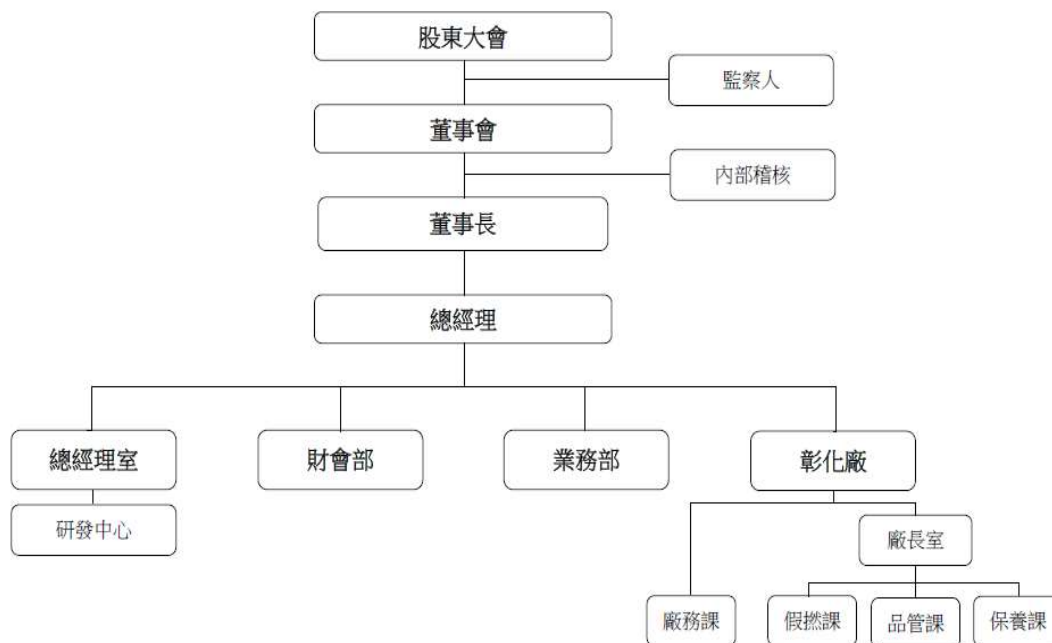 股東大會
監察人
董事會
內部稽核
董事長
總經理
總經理室
財會部
業務部
彰化廠
研發中心
廠長室
廠務課
假撚課
品管課
保養課